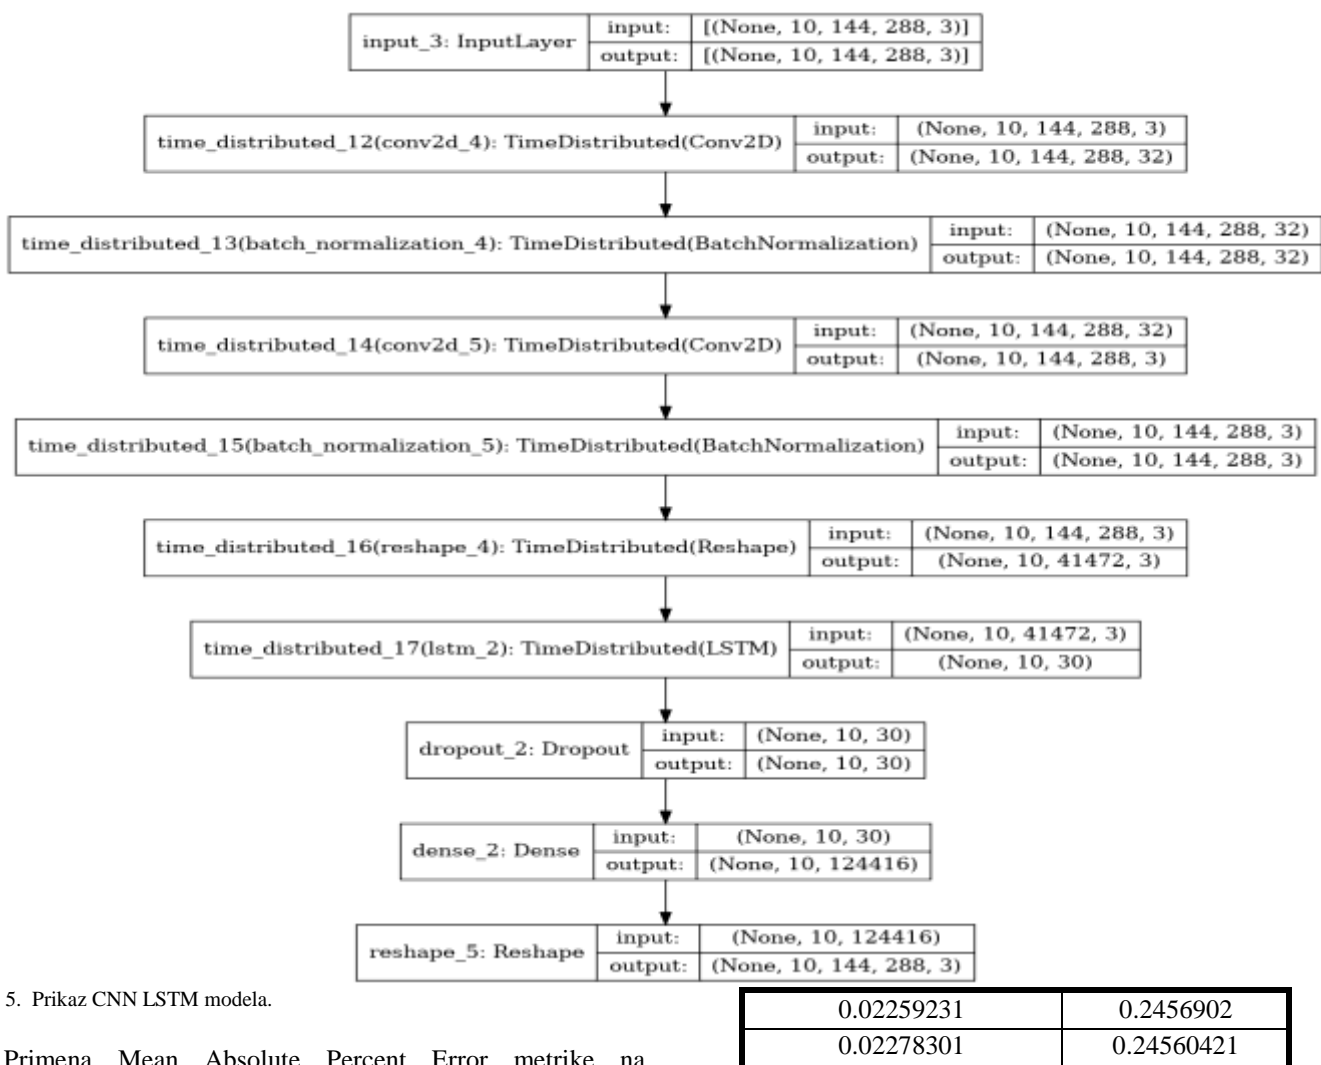 input_3: InputLayer input: [(None, 10, 144, 288, 3)]
output: [(None, 10, 144, 288, 3)]
time_distributed_12(conv2d_4): TimeDistributed(Conv2D) input: (None, 10, 144, 288, 3)
output: (None, 10, 144, 288, 32)
time_distributed_13(batch_normalization_4): TimeDistributed(BatchNormalization) input: (None, 10, 144, 288, 32)
output: (None, 10, 144, 288, 32)
time_distributed_14(conv2d_5): TimeDistributed(Conv2D) input: (None, 10, 144, 288, 32)
output: (None, 10, 144, 288, 3)
time_distributed_15(batch_normalization_5): TimeDistributed(BatchNormalization) input: (None, 10, 144, 288, 3)
output: (None, 10, 144, 288, 3)
time_distributed_16(reshape_4): TimeDistributed(Reshape) input: (None, 10, 144, 288, 3)
output: (None, 10, 41472, 3)
time_distributed_17(lstm_2): TimeDistributed(LSTM) input: (None, 10, 41472, 3)
output: (None, 10, 30)
dropout_2: Dropout input: (None, 10, 30)
output: (None, 10, 30)
dense_2: Dense input: (None, 10, 30)
output: (None, 10, 124416)
reshape_5: Reshape input: (None, 10, 124416)
output: (None, 10, 144, 288, 3)
5. Prikaz CNN LSTM modela.
Primena Mean Absolute Percent Error metrike na
0.02259231 0.2456902
0.02278301 0.24560421